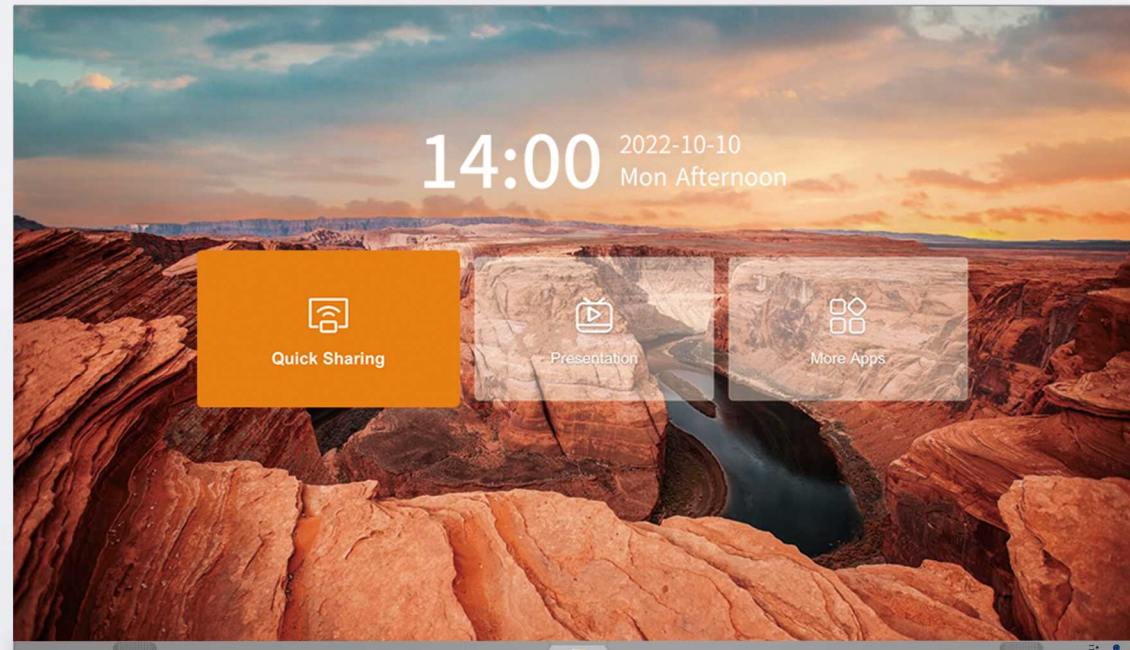 14:00
2022-10-10
Mon Afternoon
Quick Sharing
Presentation
More Apps